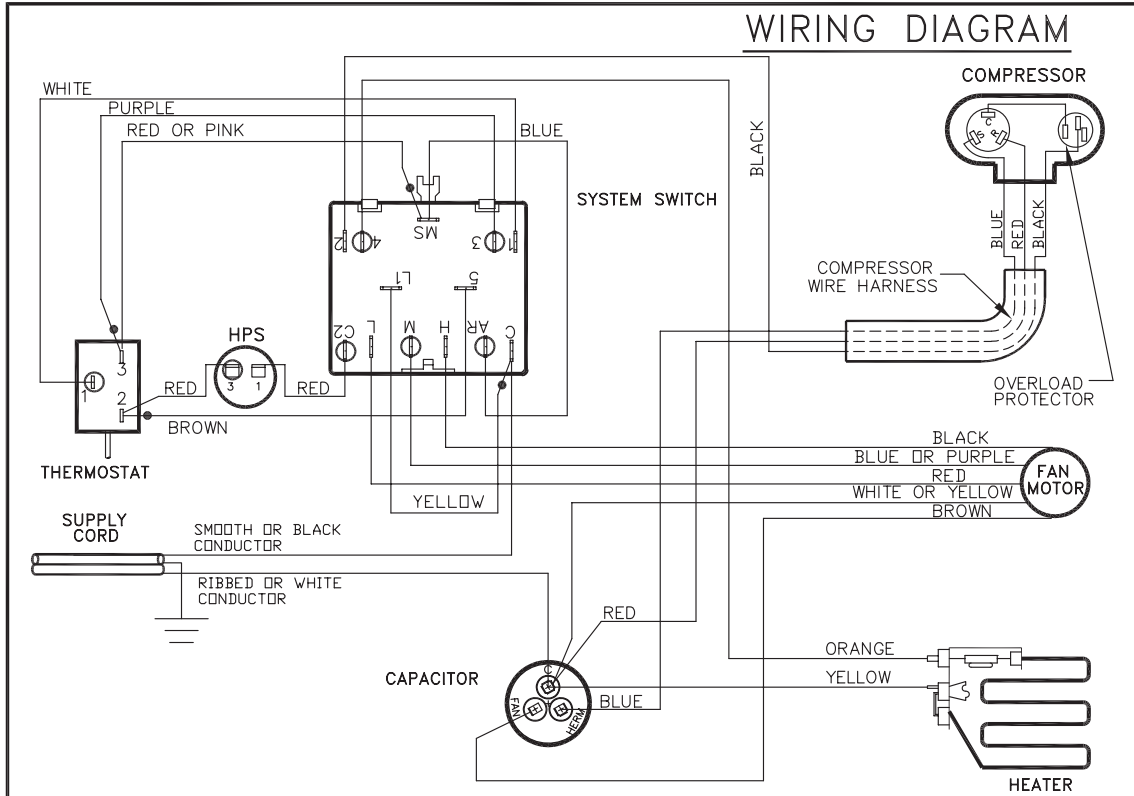 WIRING DIAGRAM
COMPRESSOR
WHITE
PURPLE
RED OR PINK
BLUE
BLACK
C
S
R
SYSTEM SWITCH
MS
2
4
3
1
L1
5
C2
L
M
H
AR
C
BLUE
RED
BLACK
COMPRESSOR
WIRE HARNESS
OVERLOAD
PROTECTOR
HPS
3
1
RED
RED
3
1
2
BROWN
THERMOSTAT
YELLOW
BLACK
BLUE OR PURPLE
RED
WHITE OR YELLOW
BROWN
FAN
MOTOR
SUPPLY
CORD
SMOOTH OR BLACK
CONDUCTOR
RIBBED OR WHITE
CONDUCTOR
RED
CAPACITOR
C
FAN
HERM
BLUE
ORANGE
YELLOW
HEATER